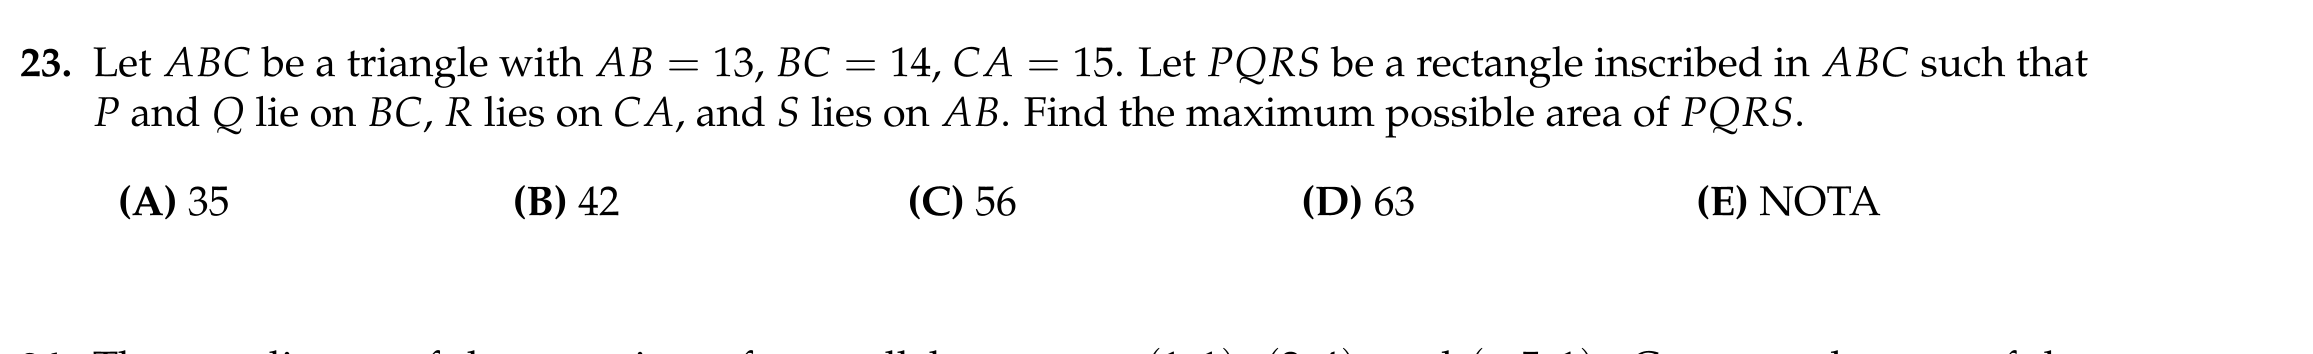 23. Let ABC be a triangle with AB = 13, BC = 14, CA = 15. Let PQRS be a rectangle inscribed in ABC such that
P and Q lie on BC, R lies on CA, and S lies on AB. Find the maximum possible area of PQRS.
(A) 35 (B) 42 (C) 56 (D) 63 (E) NOTA